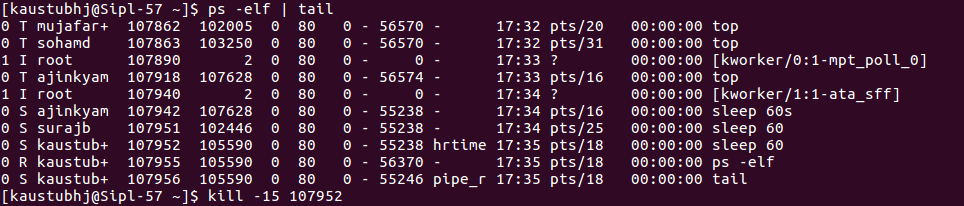 [kaustubhj@Sipl-57 ~]$ ps -elf | tail
0 T mujafar+ 107862 102005 0 80 0 - 56570 - 17:32 pts/20 00:00:00 top
0 T sohamd 107863 103250 0 80 0 - 56570 - 17:32 pts/31 00:00:00 top
1 I root 107890 2 0 80 0 - 0 - 17:33 ? 00:00:00 [kworker/0:1-mpt_poll_0]
0 T ajinkyam 107918 107628 0 80 0 - 56574 - 17:33 pts/16 00:00:00 top
1 I root 107940 2 0 80 0 - 0 - 17:34 ? 00:00:00 [kworker/1:1-ata_sff]
0 S ajinkyam 107942 107628 0 80 0 - 55238 - 17:34 pts/16 00:00:00 sleep 60s
0 S surajb 107951 102446 0 80 0 - 55238 - 17:34 pts/25 00:00:00 sleep 60
0 S kaustub+ 107952 105590 0 80 0 - 55238 hrtime 17:35 pts/18 00:00:00 sleep 60
0 R kaustub+ 107955 105590 0 80 0 - 56370 - 17:35 pts/18 00:00:00 ps -elf
0 S kaustub+ 107956 105590 0 80 0 - 55246 pipe_r 17:35 pts/18 00:00:00 tail
[kaustubhj@Sipl-57 ~]$ kill -15 107952